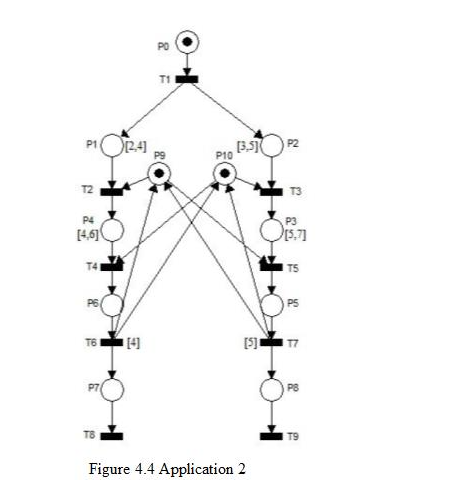 P0
T1
P1 [2,4] [3,5] P2
P9 P10
T2 T3
P4 P3
[4,6] [5,7]
T4 T5
P6 P5
T6 [4] [5] T7
P7 P8
T8 T9
Figure 4.4 Application 2